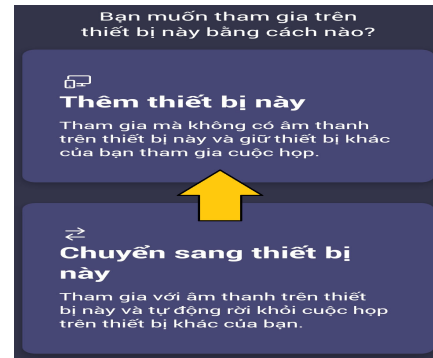 Bạn muốn tham gia trên
thiết bị này bằng cách nào?
Thêm thiết bị này
Tham gia mà không có âm thanh
trên thiết bị này và giữ thiết bị khác
của bạn tham gia cuộc họp.
Chuyển sang thiết bị
này
Tham gia với âm thanh trên thiết
bị này và tự động rời khỏi cuộc họp
trên thiết bị khác của bạn.